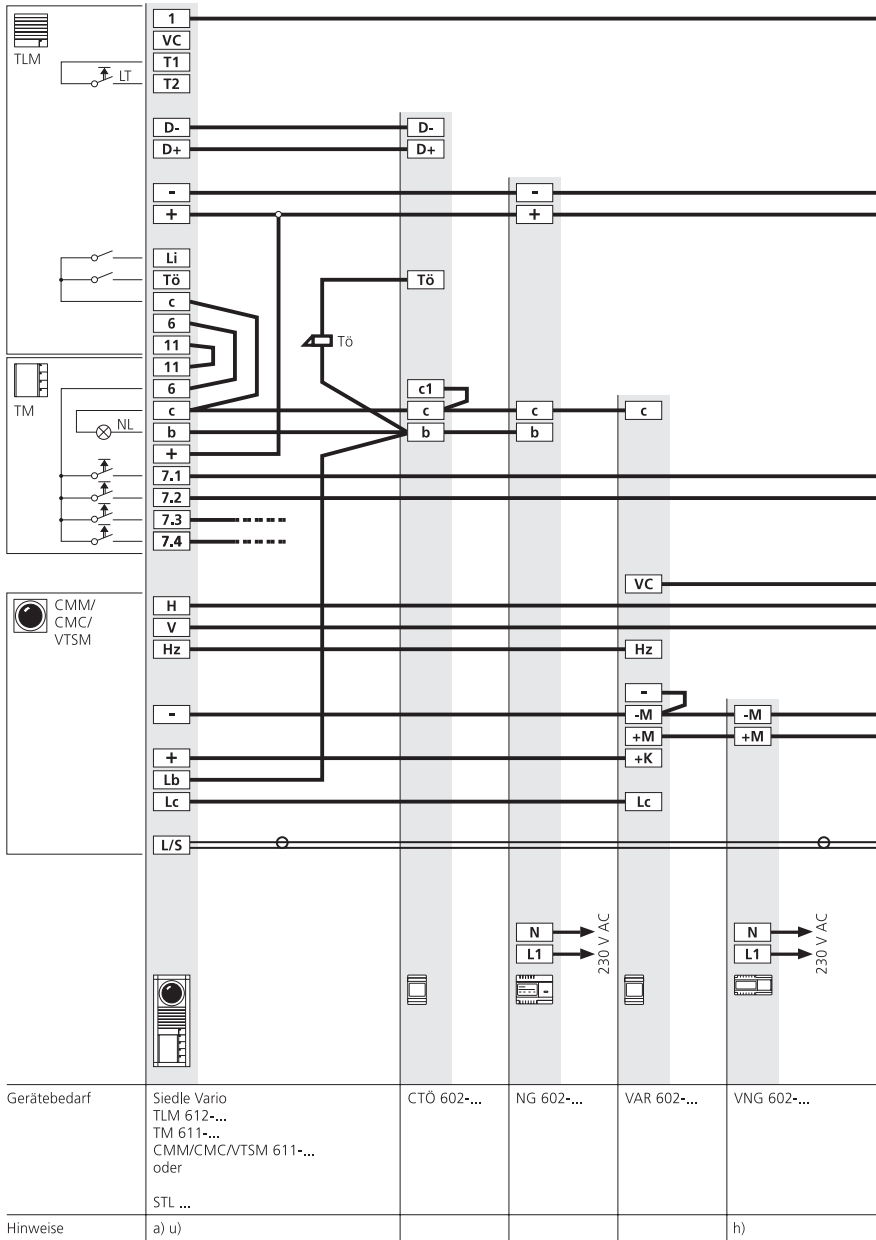 1
TLM
VC
T1
LT
T2
D- D-
D+ D+
- -
+ +
Li
Tö Tö
c
6
11 Tö
11
TM
6 c1
c c c c
NL
b b b
+
7.1
7.2
7.3
7.4
VC
CMM/
CMC/
VTSM
H
V
Hz Hz
-
- -M -M
+M +M
+ +K
Lb
Lc Lc
L/S
N 230 V AC N 230 V AC
L1 L1
Gerätebedarf Siedle Vario CTÖ 602-... NG 602-... VAR 602-... VNG 602-...
TLM 612-...
TM 611-...
CMM/CMC/VTSM 611-...
oder
STL ...
Hinweise a) u) h)